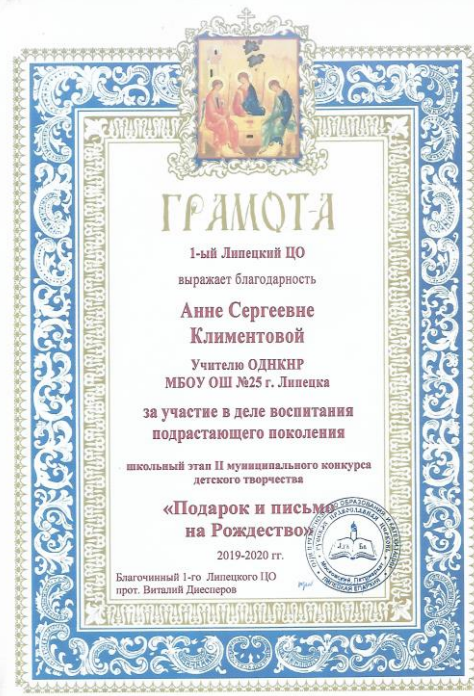 ГРАМОТА
1-ый Липецкий ЦО
выражает благодарность
Анне Сергеевне
Климентовой
Учителю ОДНКНР
МБОУ ОШ №25 г. Липецка
за участие в деле воспитания
подрастающего поколения
школьный этап II муниципального конкурса
детского творчества
«Подарок и письмо
на Рождество»
2019-2020 гг.
Благочинный 1-го Липецкого ЦО
прот. Виталий Диесперов